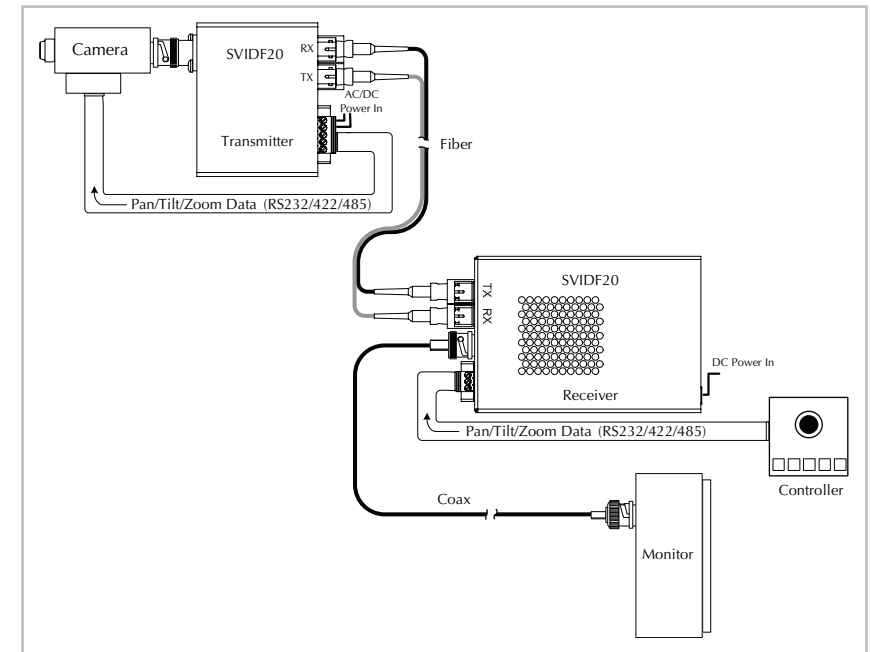 Camera
SVIDF20
RX
TX
AC/DC
Power In
Transmitter
Fiber
Pan/Tilt/Zoom Data (RS232/422/485)
SVIDF20
TX
RX
DC Power In
Receiver
Pan/Tilt/Zoom Data (RS232/422/485)
Controller
Coax
Monitor